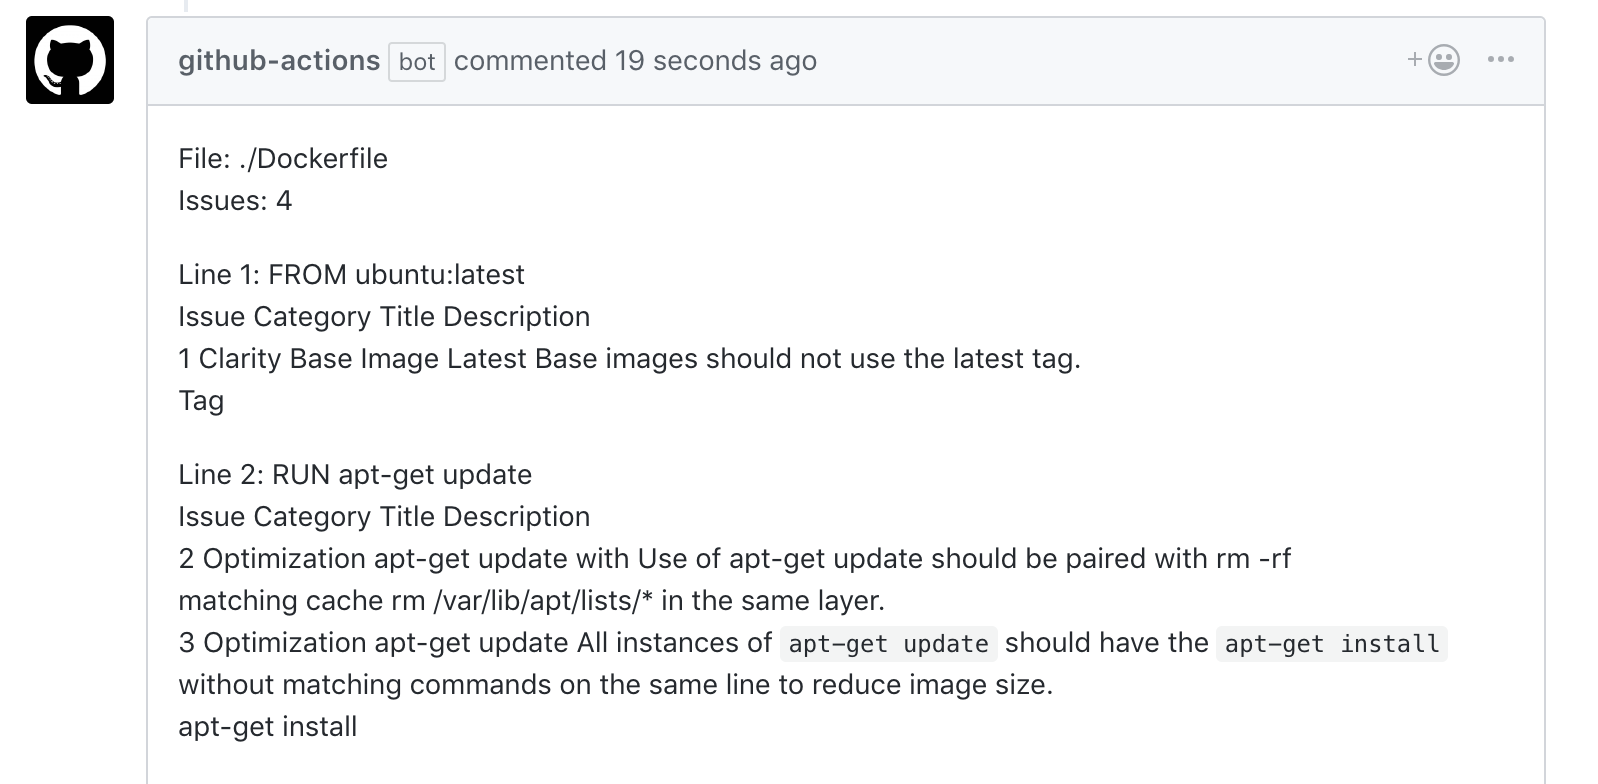 github-actions bot commented 19 seconds ago
File: ./Dockerfile
Issues: 4
Line 1: FROM ubuntu:latest
Issue Category Title Description
1 Clarity Base Image Latest Base images should not use the latest tag.
Tag
Line 2: RUN apt-get update
Issue Category Title Description
2 Optimization apt-get update with Use of apt-get update should be paired with rm -rf
matching cache rm /var/lib/apt/lists/* in the same layer.
3 Optimization apt-get update All instances of apt-get update should have the apt-get install
without matching commands on the same line to reduce image size.
apt-get install